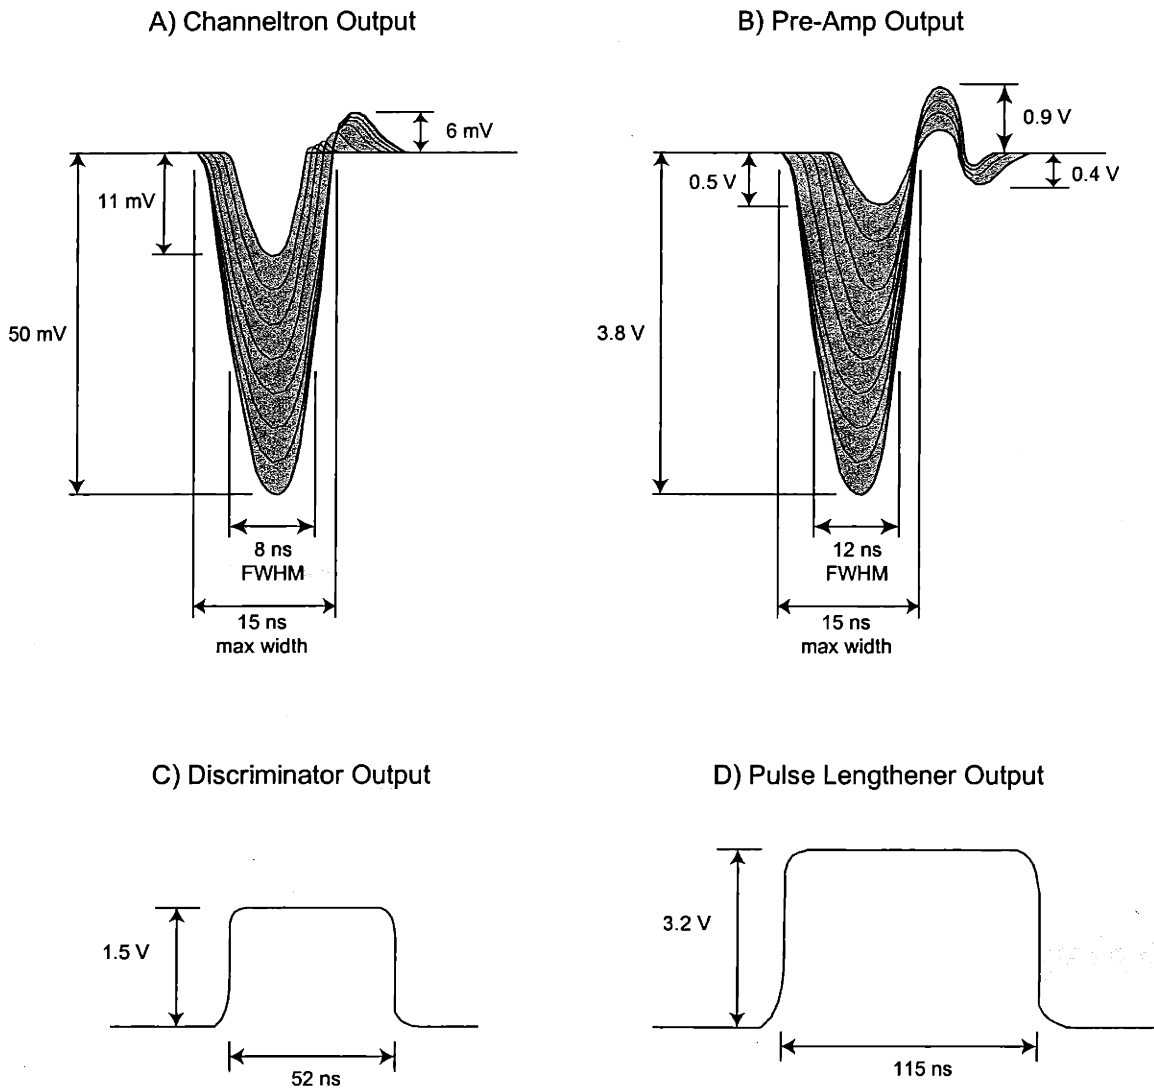 A) Channeltron Output
6 mV
11 mV
50 mV
8 ns
FWHM
15 ns
max width
B) Pre-Amp Output
0.9 V
0.5 V
0.4 V
3.8 V
12 ns
FWHM
15 ns
max width
C) Discriminator Output
1.5 V
52 ns
D) Pulse Lengthener Output
3.2 V
115 ns